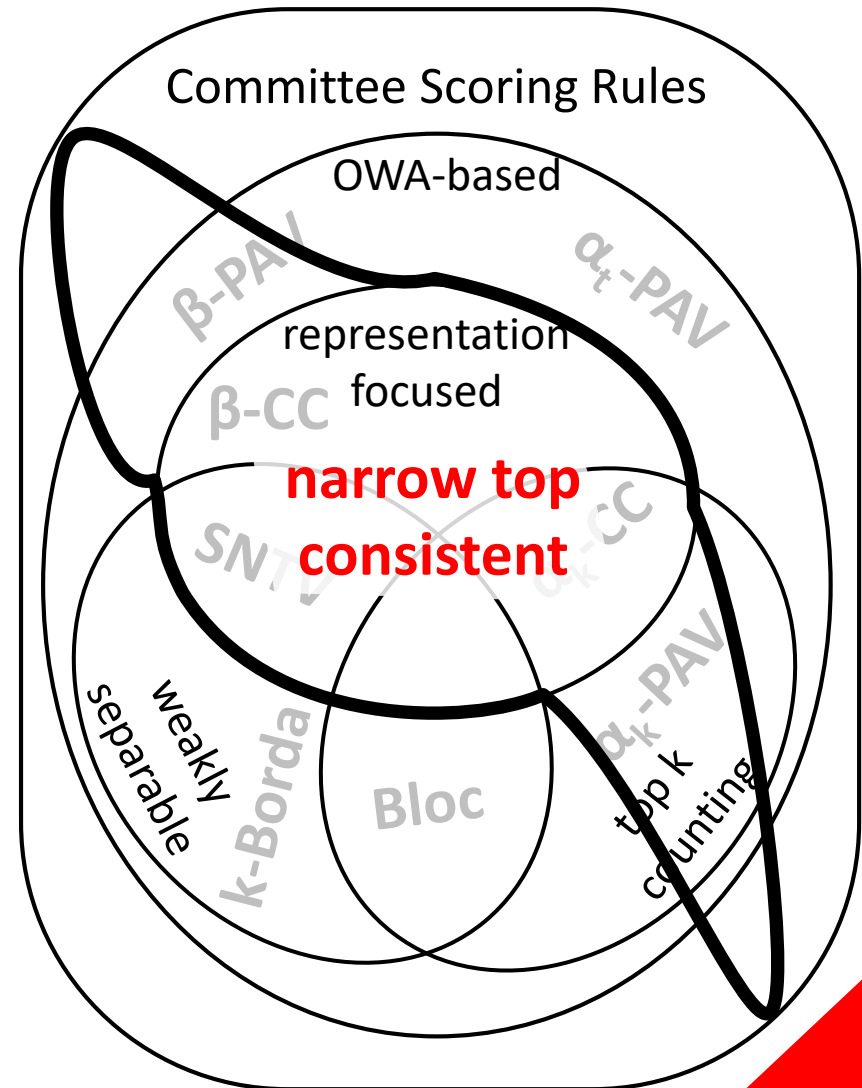 Committee Scoring Rules
OWA-based
β-PAV
αt-PAV
representation
focused
β-CC
narrow top
consistent
SNTV
αk-CC
weakly
separable
k-Borda
Bloc
αk-PAV
top k
counting